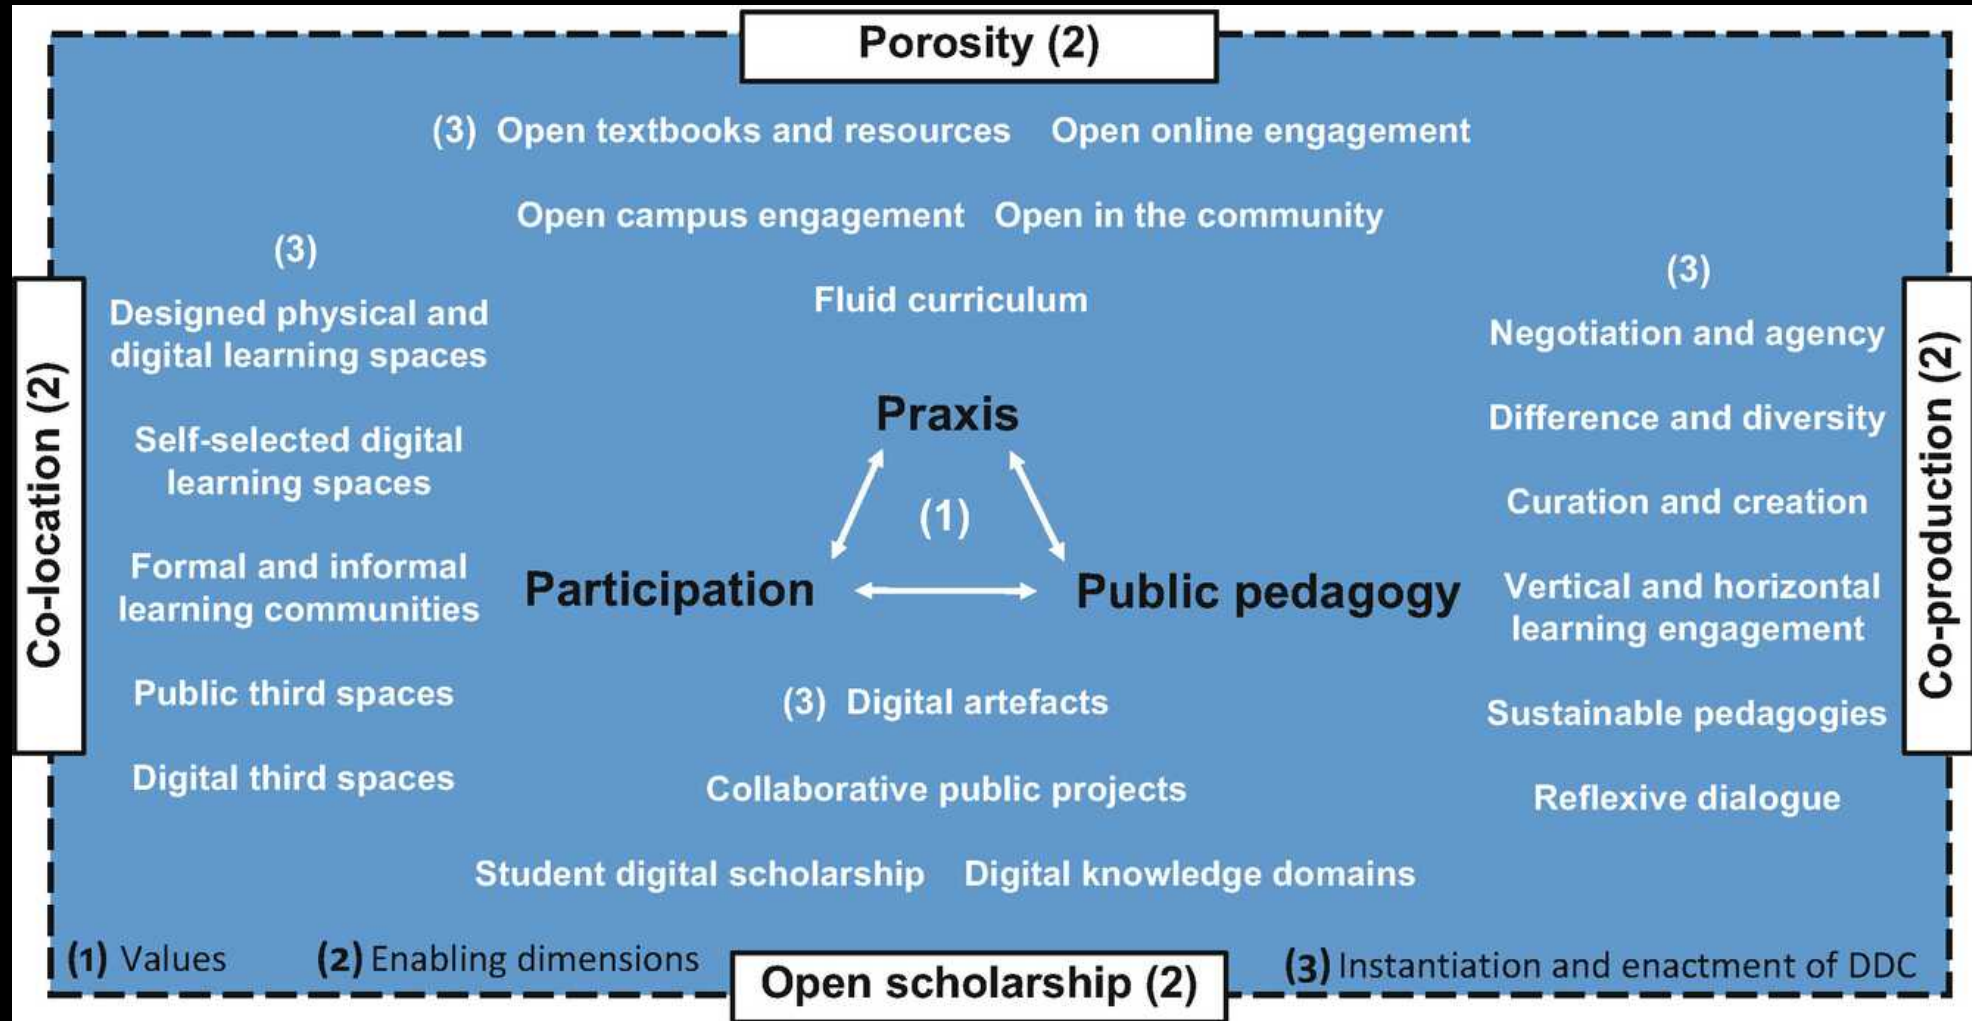 Porosity (2)
(3) Open textbooks and resources Open online engagement
Open campus engagement Open in the community
Fluid curriculum
Co-location (2)
(3)
Designed physical and
digital learning spaces
Self-selected digital
learning spaces
Formal and informal
learning communities
Public third spaces
Digital third spaces
Praxis
(1)
Participation
Public pedagogy
(3)
Negotiation and agency
Difference and diversity
Curation and creation
Vertical and horizontal
learning engagement
Sustainable pedagogies
Reflexive dialogue
Co-production (2)
(3) Digital artefacts
Collaborative public projects
Student digital scholarship Digital knowledge domains
(1) Values (2) Enabling dimensions
Open scholarship (2)
(3) Instantiation and enactment of DDC